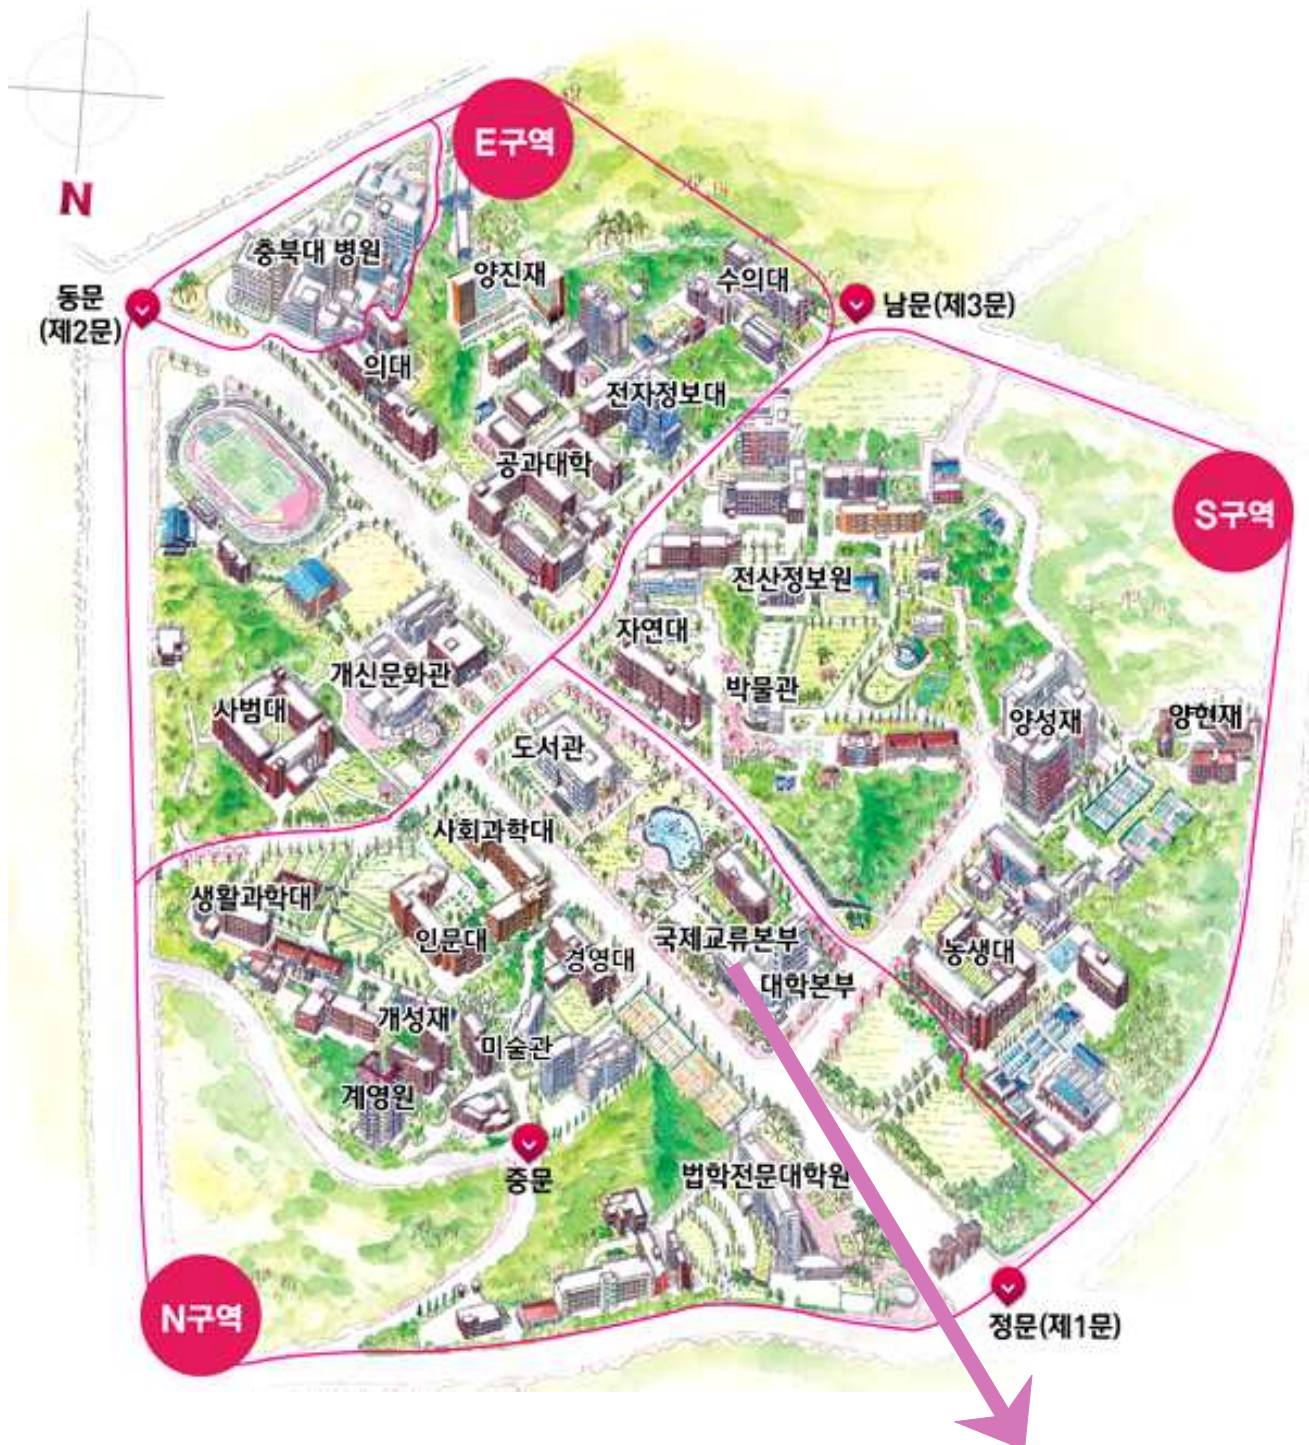 E구역
N
충북대 병원
양진재
수의대
동문
(제2문)
남문(제3문)
의대
전자정보대
공과대학
S구역
전산정보원
자연대
개신문화관
박물관
사범대
양성재
양현재
도서관
사회과학대
생활과학대
인문대
국제교류본부
경영대
농생대
대학본부
개성재
미술관
계영원
중문
법학전문대학원
N구역
정문(제1문)